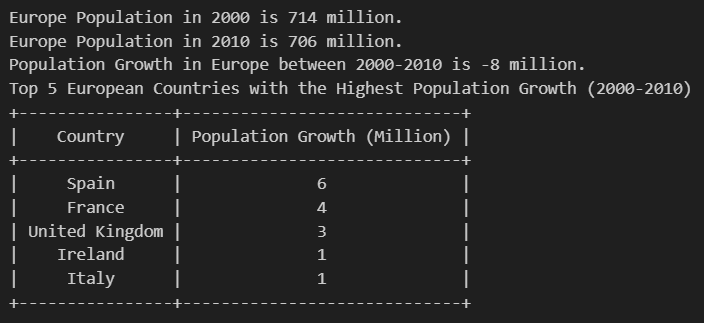 Europe Population in 2000 is 714 million.
Europe Population in 2010 is 706 million.
Population Growth in Europe between 2000-2010 is -8 million.
Top 5 European Countries with the Highest Population Growth (2000-2010)
+----------------+-----------------------------+
|    Country     | Population Growth (Million) |
+----------------+-----------------------------+
|     Spain      |              6              |
|     France     |              4              |
| United Kingdom |              3              |
|    Ireland     |              1              |
|     Italy      |              1              |
+----------------+-----------------------------+